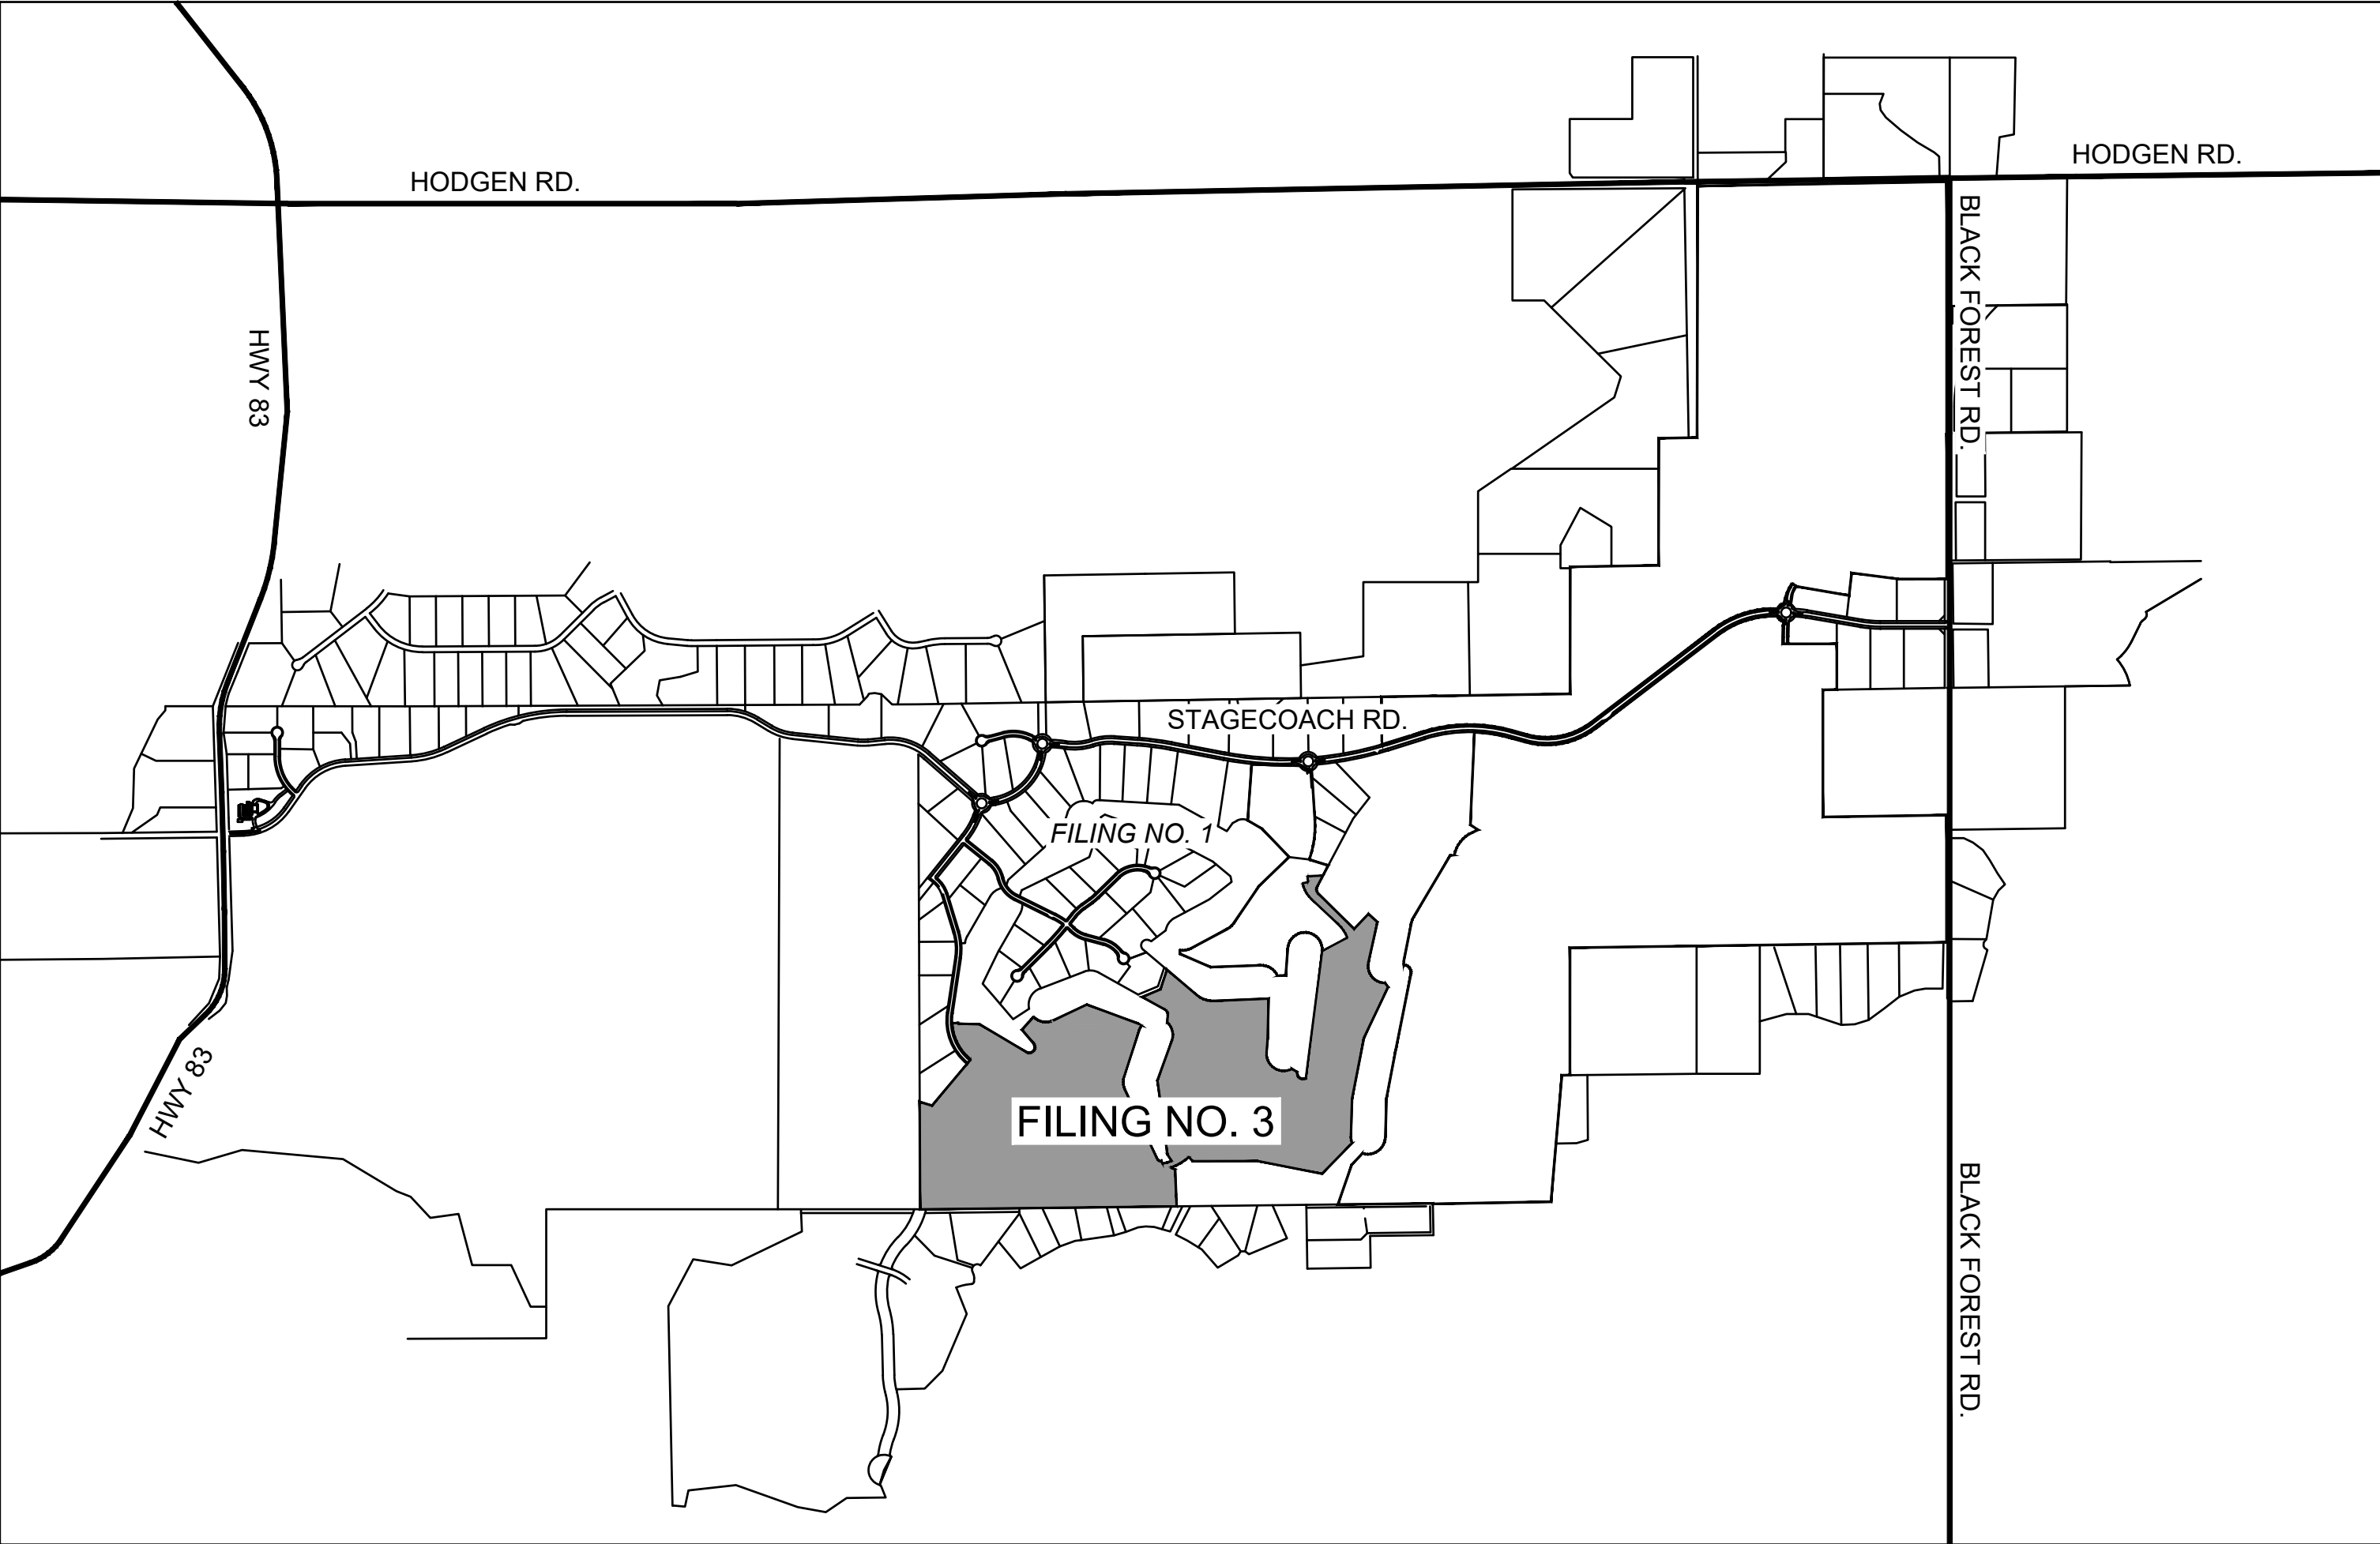 HODGEN RD.
HODGEN RD.
BLACK FOREST RD.
HWY 83
STAGECOACH RD.
FILING NO. 1
HWY 83
FILING NO. 3
BLACK FOREST RD.